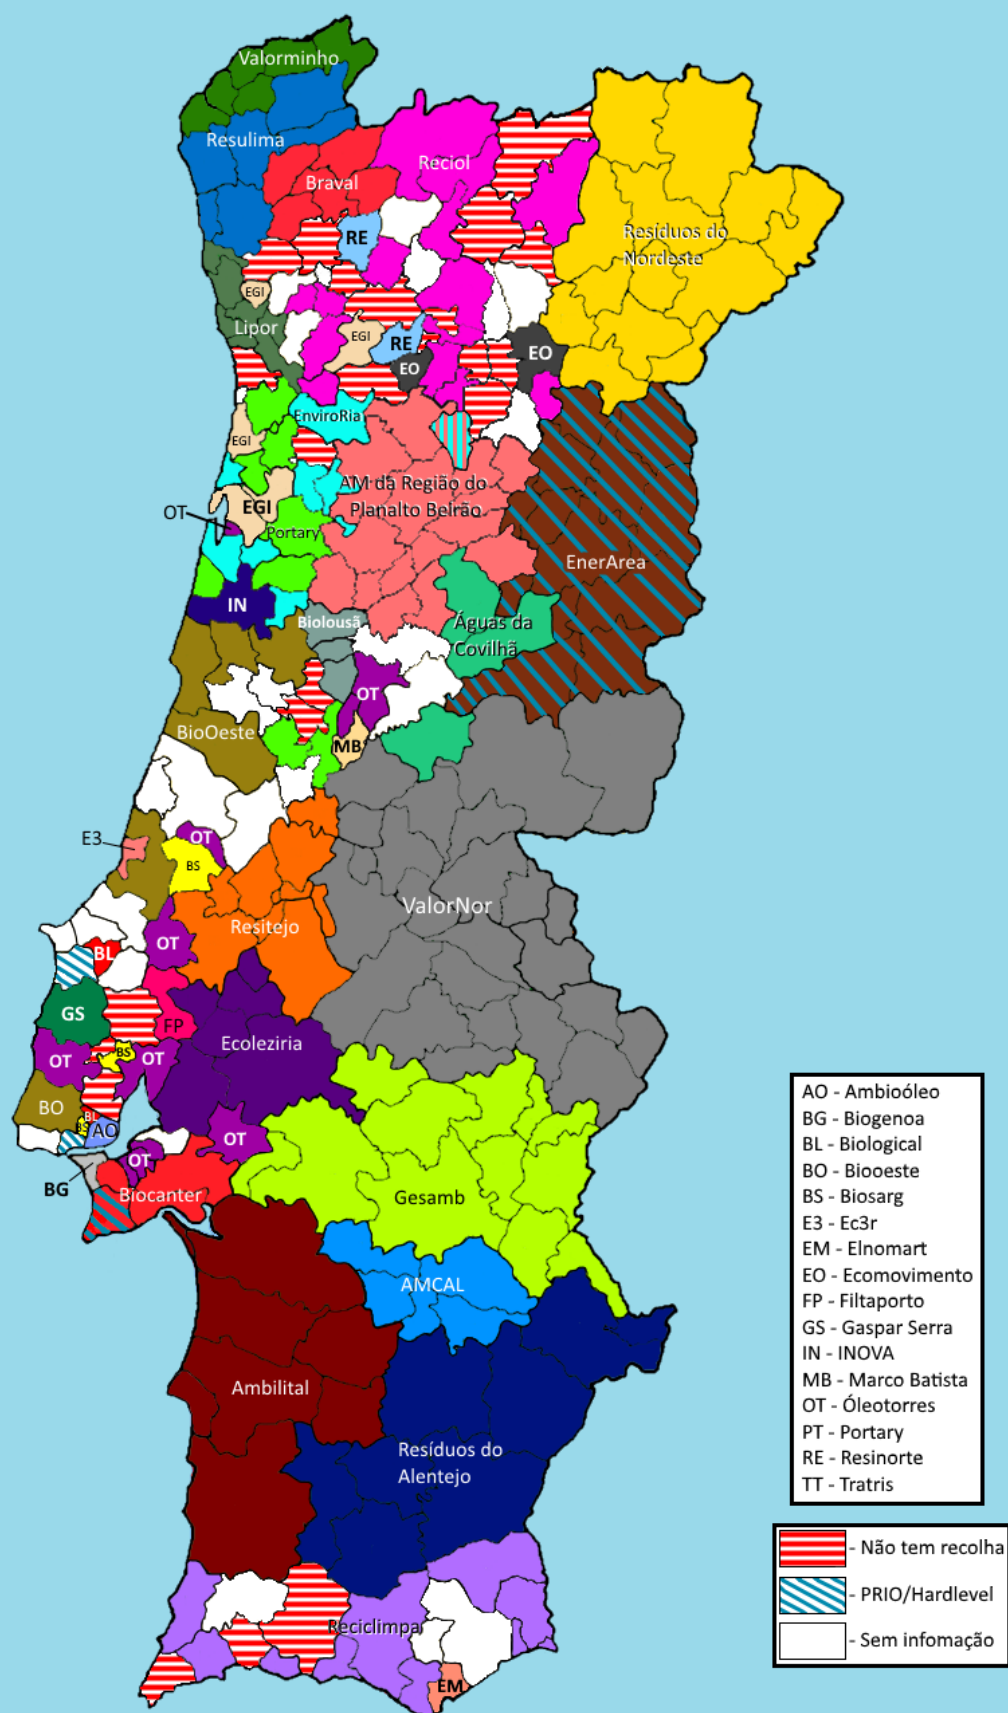 Valorminho
Resulima
Braval
Reciol
Resíduos do
Nordeste
RE
EGI
Lipor
EGI
RE
EO
EO
EnviroRia
EGI
AM da Região do
Planalto Beirão
EGI
OT
Portary
EnerArea
IN
Biolousã
Águas da
Covilhã
OT
BioOeste
MB
E3
OT
BS
ValorNor
Resitejo
OT
BL
GS
FP
Ecoleziria
OT
BS
OT
BO
BL
BS
AO
OT
OT
BG
Biocanter
Gesamb
AMCAL
Ambilital
Resíduos do
Alentejo
Reciclimpa
EM
AO - Ambioóleo
BG - Biogenoa
BL - Biological
BO - Biooeste
BS - Biosarg
E3 - Ec3r
EM - Elnomart
EO - Ecomovimento
FP - Filtaporto
GS - Gaspar Serra
IN - INOVA
MB - Marco Batista
OT - Óleotorres
PT - Portary
RE - Resinorte
TT - Tratris
- Não tem recolha
- PRIO/Hardlevel
- Sem infomação